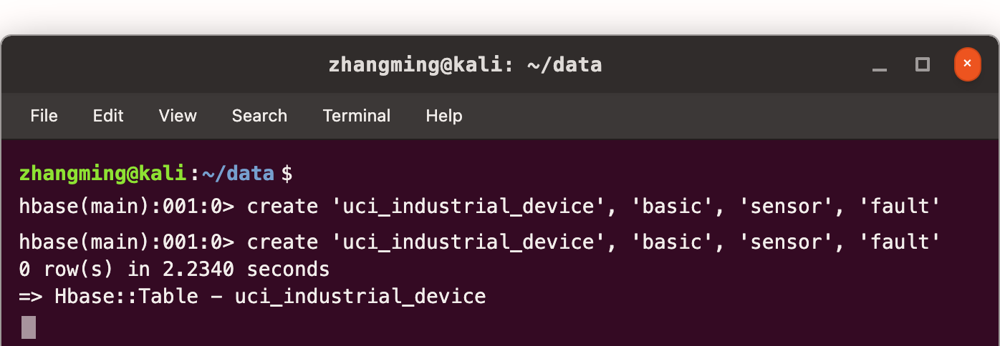 zhangming@kali: ~/data
×
File Edit View Search Terminal Help
zhangming@kali:~/data $
hbase(main):001:0> create 'uci_industrial_device', 'basic', 'sensor', 'fault'
hbase(main):001:0> create 'uci_industrial_device', 'basic', 'sensor', 'fault'
0 row(s) in 2.2340 seconds
=> Hbase::Table – uci_industrial_device